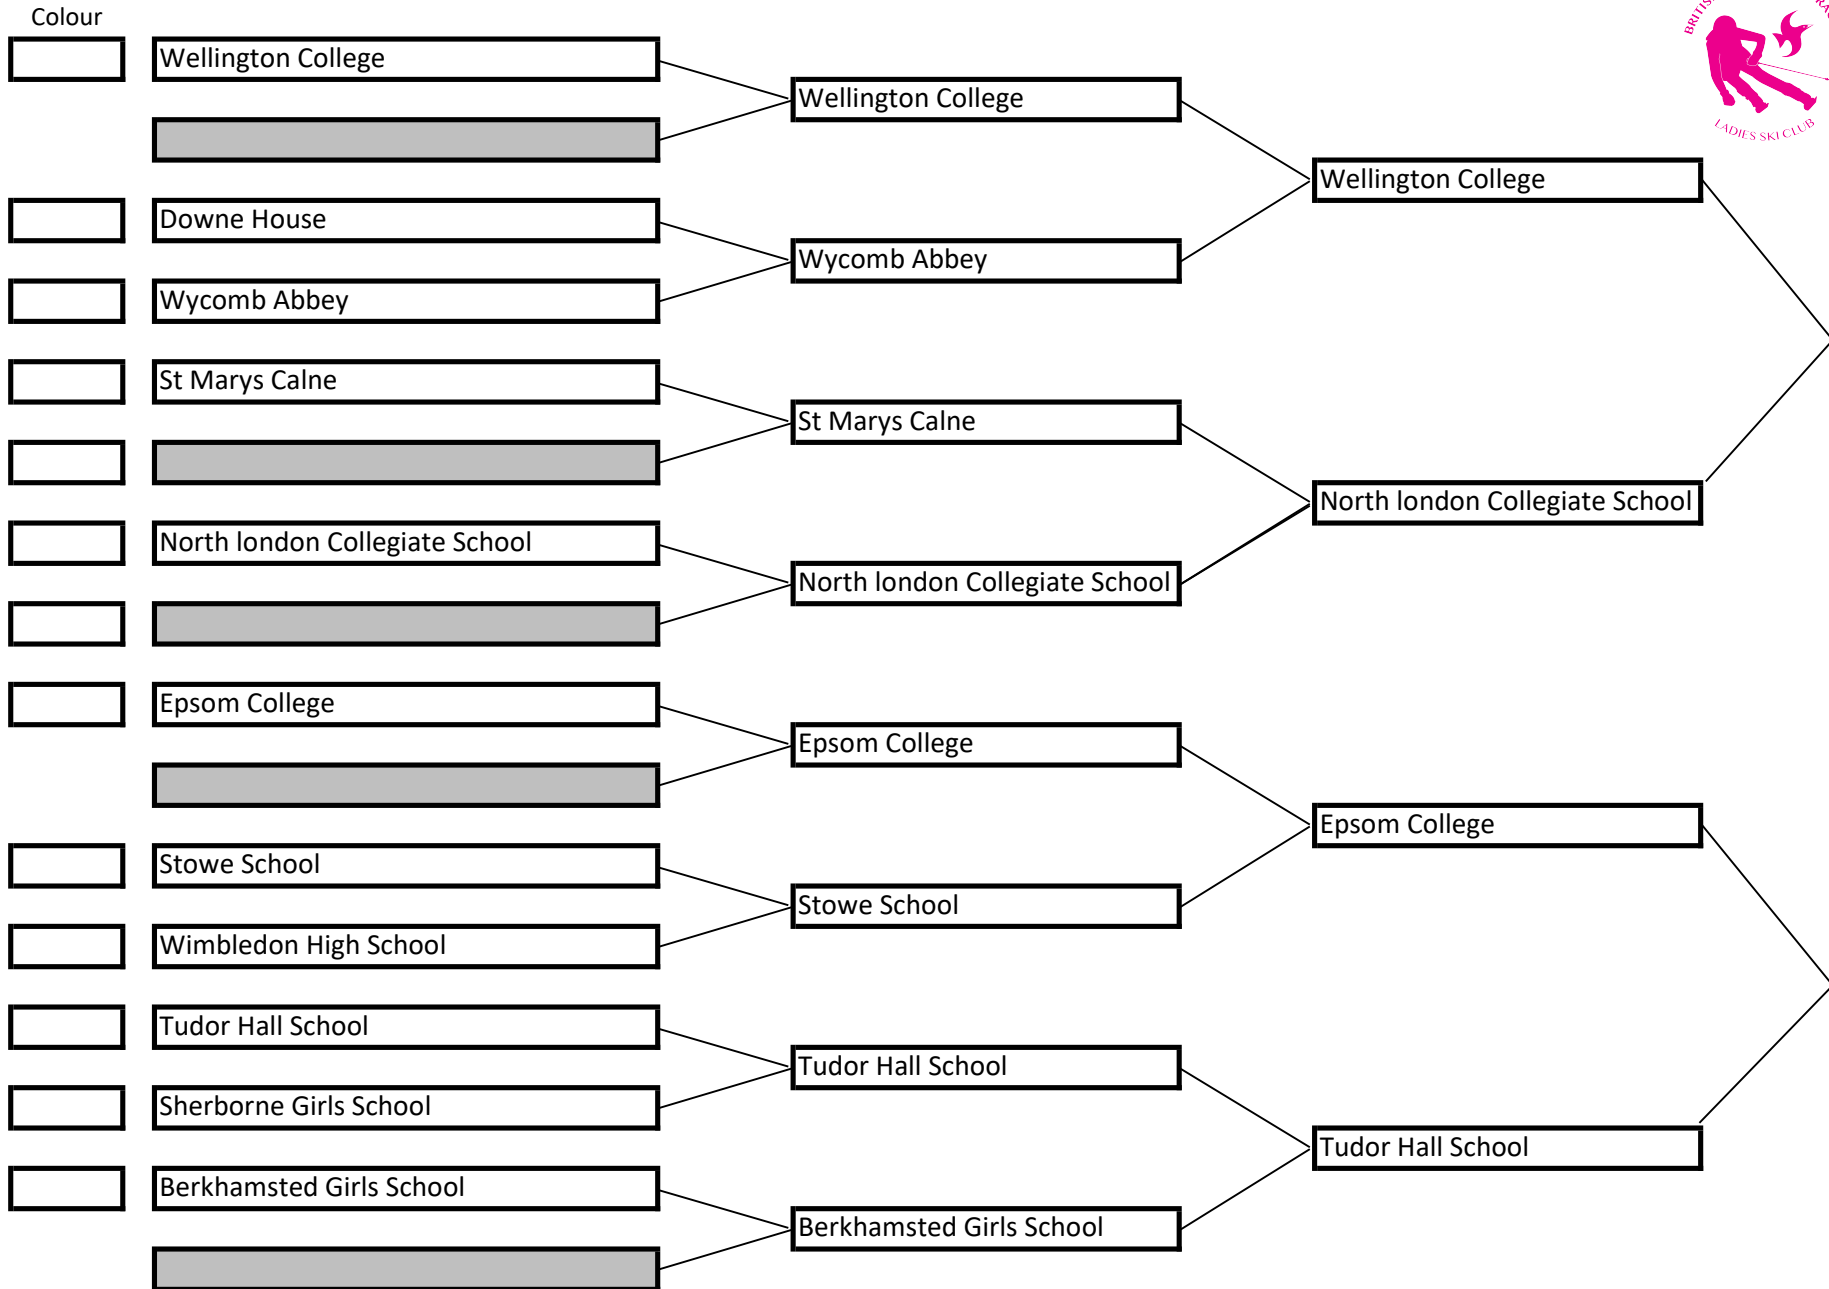 Colour
Wellington College
Wellington College
Wellington College
Downe House
Wycomb Abbey
Wycomb Abbey
St Marys Calne
St Marys Calne
North london Collegiate School
North london Collegiate School
North london Collegiate School
Epsom College
Epsom College
Epsom College
Stowe School
Stowe School
Wimbledon High School
Tudor Hall School
Tudor Hall School
Sherborne Girls School
Tudor Hall School
Berkhamsted Girls School
Berkhamsted Girls School
LADIES SKI CLUB